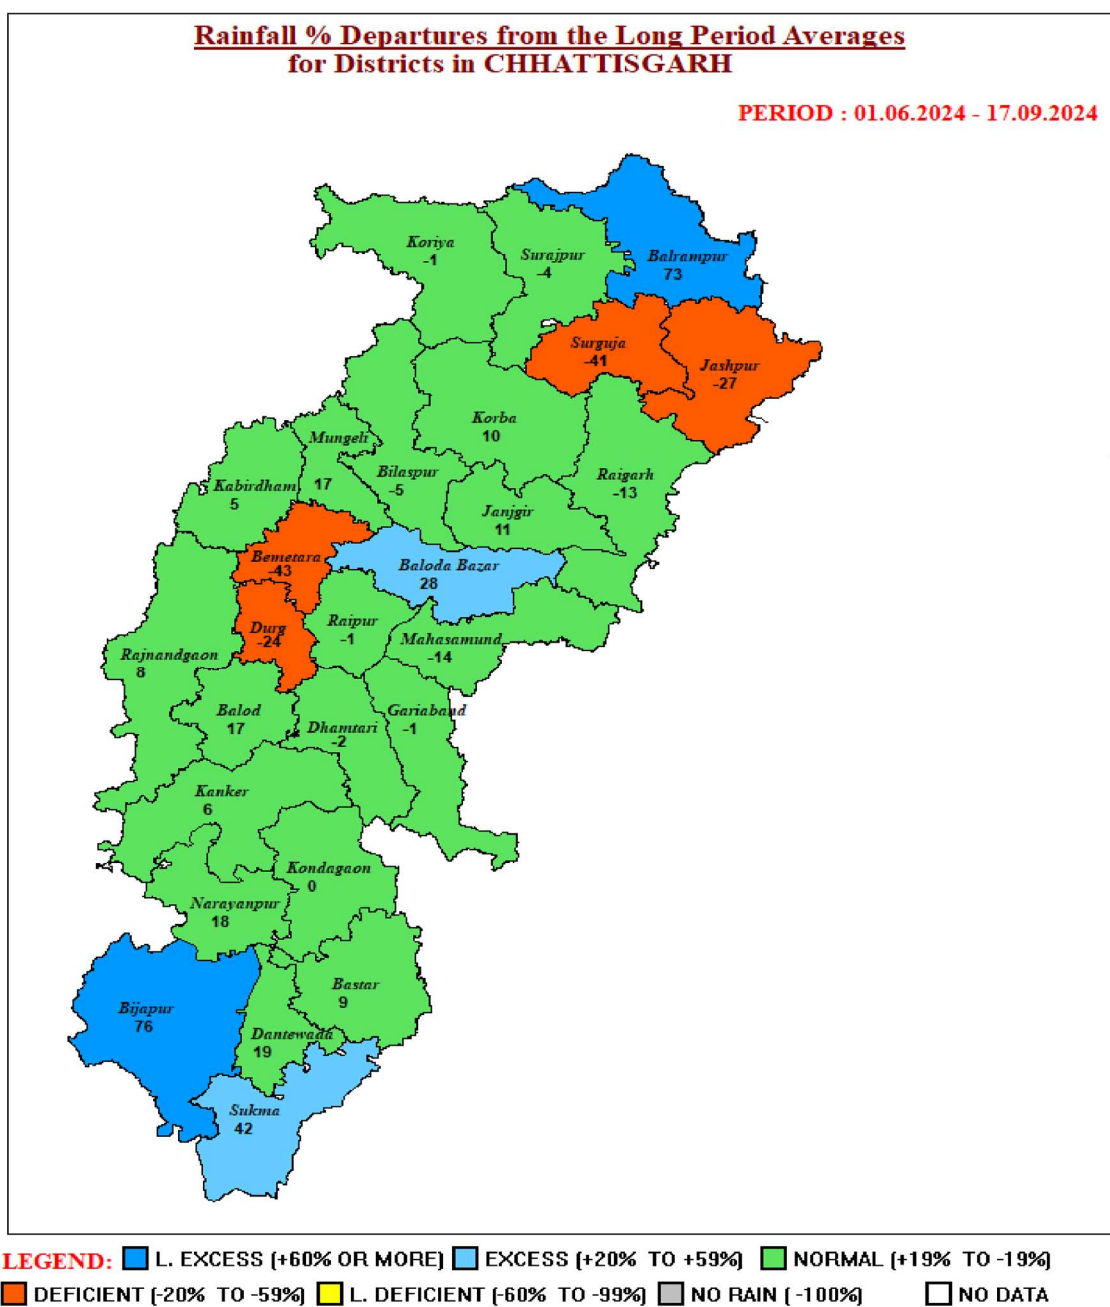 Rainfall % Departures from the Long Period Averages
for Districts in CHHATTISGARH
PERIOD : 01.06.2024 - 17.09.2024
Koriya
-1
Surajpur
-4
Balrampur
73
Surguja
-41
Jashpur
-27
Korba
10
Mungeli
17
Bilaspur
-5
Raigarh
-13
Kabirdham
5
Janjgir
11
Bemetara
-43
Baloda Bazar
28
Durg
-24
Raipur
-1
Mahasamund
-14
Rajnandgaon
8
Balod
17
Dhamtari
-2
Gariaband
-1
Kanker
6
Kondagaon
0
Narayanpur
18
Bastar
9
Bijapur
76
Dantewada
19
Sukma
42
LEGEND: L. EXCESS (+60% OR MORE) EXCESS (+20% TO +59%) NORMAL (+19% TO -19%)
DEFICIENT (-20% TO -59%) L. DEFICIENT (-60% TO -99%) NO RAIN ( -100%) NO DATA